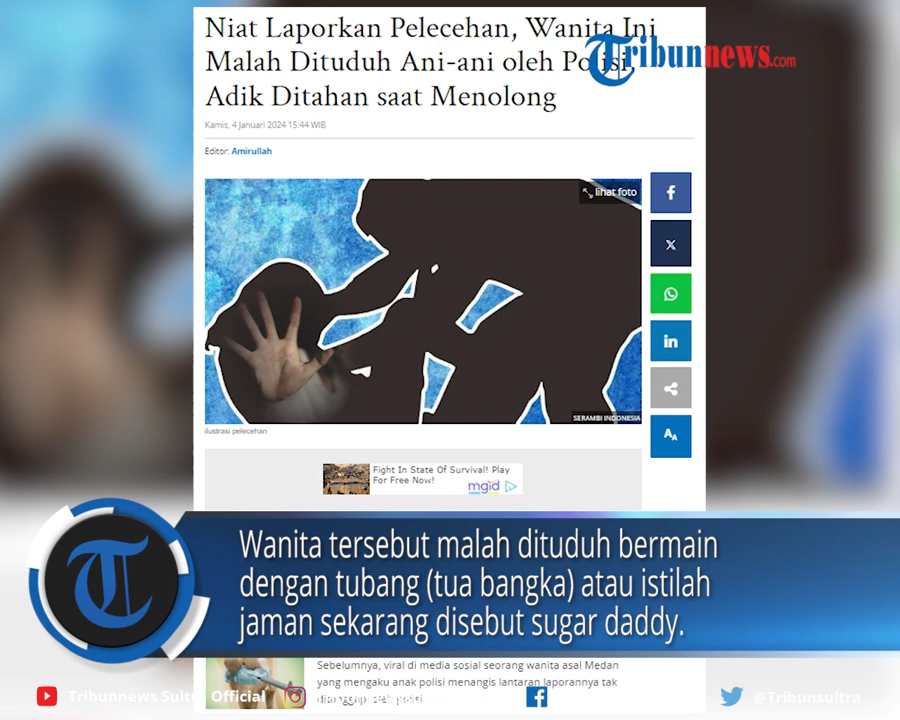 Niat Laporkan Pelecehan, Wanita Ini
Malah Dituduh Ani-ani oleh Polisi,
Adik Ditahan saat Menolong
Tribunnews.com
Kamis, 4 Januari 2024 15:44 WIB
Editor: Amirullah
lihat foto
SERAMBI INDONESIA
ilustrasi pelecehan
Fight In State Of Survival! Play
For Free Now!
mgid
Wanita tersebut malah dituduh bermain
dengan tubang (tua bangka) atau istilah
jaman sekarang disebut sugar daddy.
Sebelumnya, viral di media sosial seorang wanita asal Medan
yang mengaku anak polisi menangis lantaran laporannya tak
Tribunnews Sultra Official
@Tribunsultra